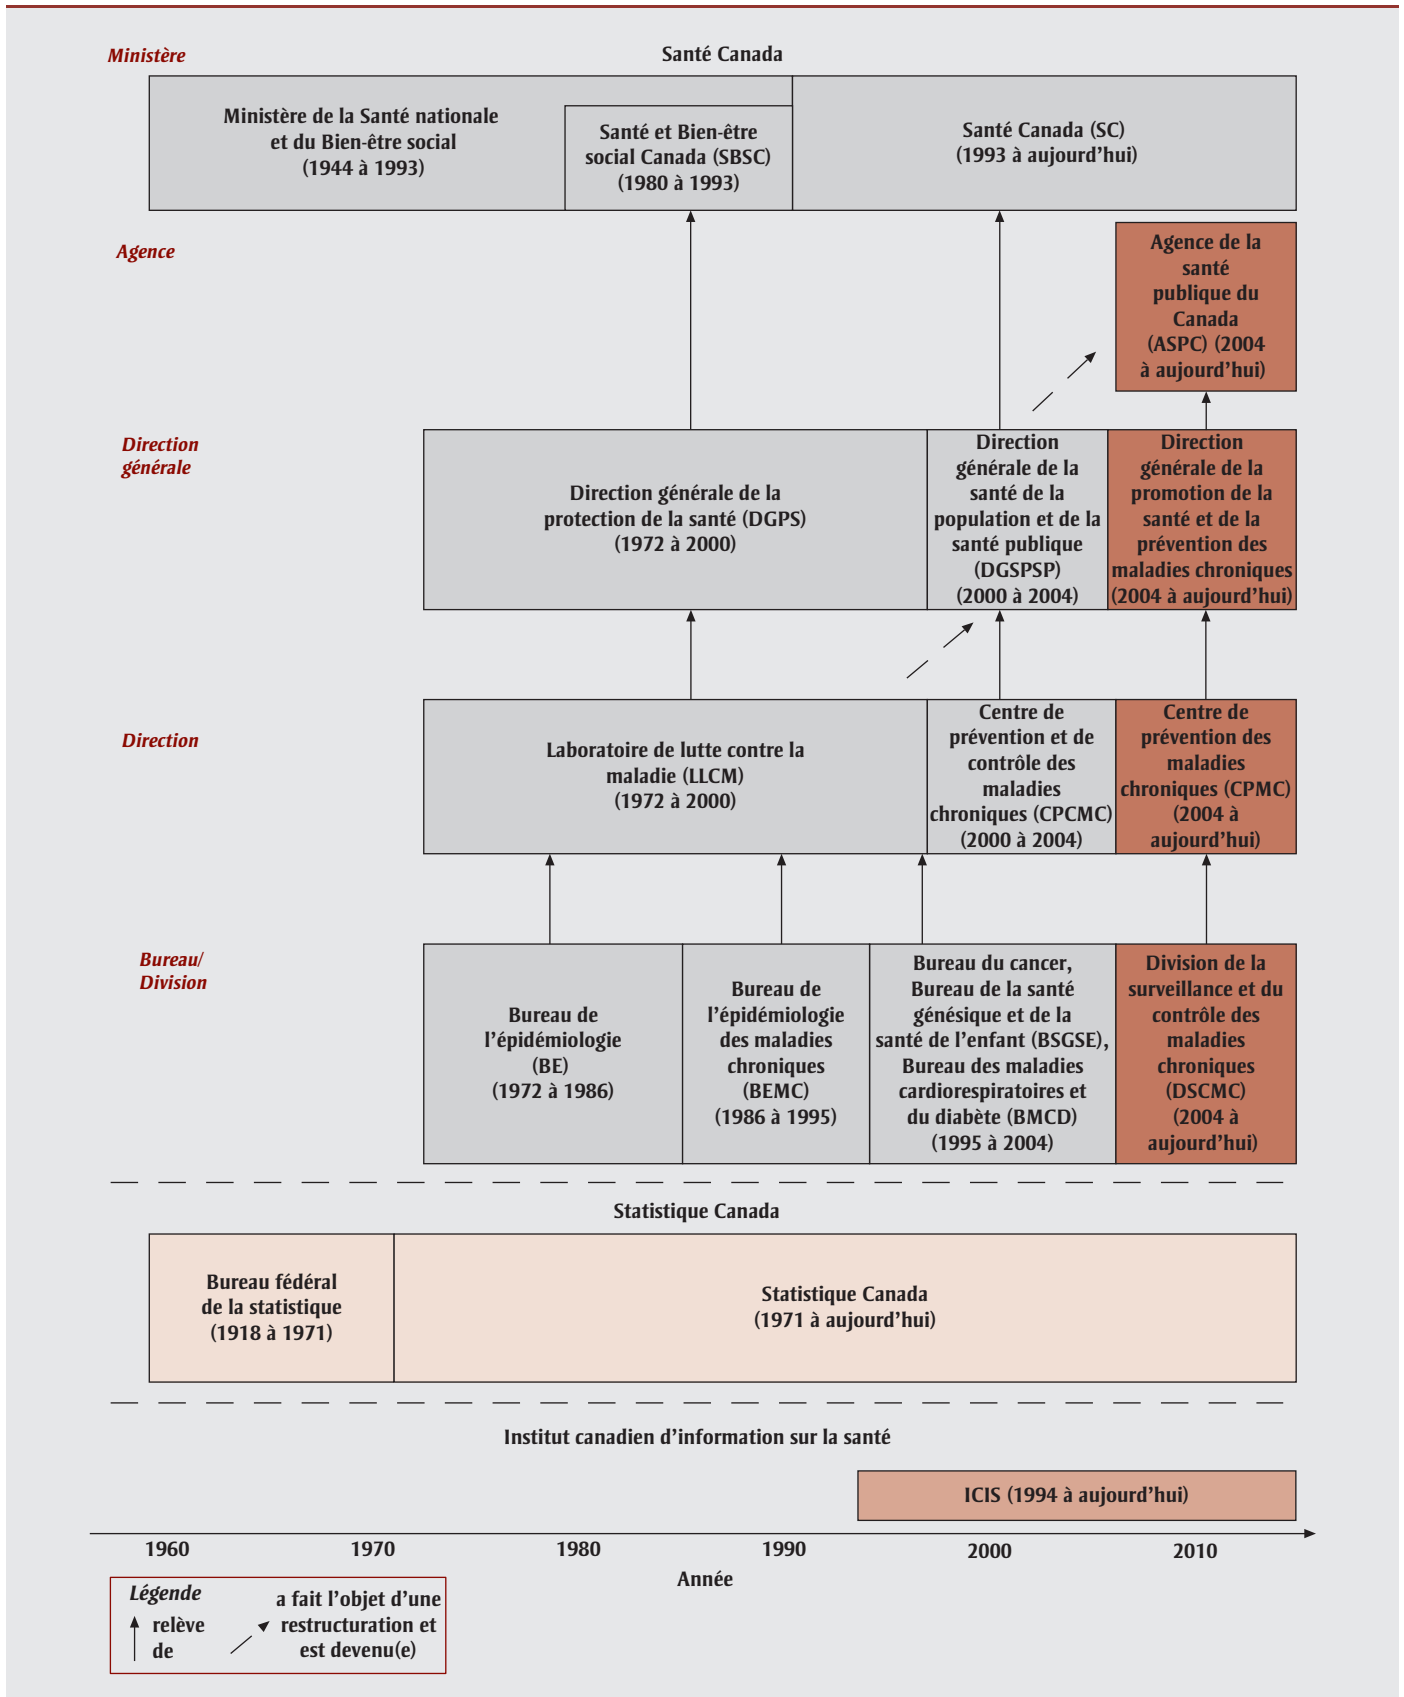 Ministère
Santé Canada
Ministère de la Santé nationale
et du Bien-être social
(1944 à 1993)
Santé et Bien-être
social Canada (SBSC)
(1980 à 1993)
Santé Canada (SC)
(1993 à aujourd'hui)
Agence
Agence de la
santé
publique du
Canada
(ASPC) (2004
à aujourd'hui)
Direction
générale
Direction générale de la
protection de la santé (DGPS)
(1972 à 2000)
Direction
générale de la
santé de la
population et de la
santé publique
(DGSPSP)
(2000 à 2004)
Direction
générale de la
promotion de la
santé et de la
prévention des
maladies chroniques
(2004 à aujourd'hui)
Direction
Laboratoire de lutte contre la
maladie (LLCM)
(1972 à 2000)
Centre de
prévention et de
contrôle des
maladies
chroniques (CPCMC)
(2000 à 2004)
Centre de
prévention des
maladies
chroniques (CPMC)
(2004 à
aujourd'hui)
Bureau/
Division
Bureau de
l'épidémiologie
(BE)
(1972 à 1986)
Bureau de
l'épidémiologie
des maladies
chroniques
(BEMC)
(1986 à 1995)
Bureau du cancer,
Bureau de la santé
génésique et de la
santé de l'enfant (BSGSE),
Bureau des maladies
cardiorespiratoires et
du diabète (BMCD)
(1995 à 2004)
Division de la
surveillance et du
contrôle des
maladies
chroniques
(DSCMC)
(2004 à
aujourd'hui)
Statistique Canada
Bureau fédéral
de la statistique
(1918 à 1971)
Statistique Canada
(1971 à aujourd'hui)
Institut canadien d'information sur la santé
ICIS (1994 à aujourd'hui)
1960 1970 1980 1990 2000 2010
Année
Légende
relève
de
a fait l'objet d'une
restructuration et
est devenu(e)